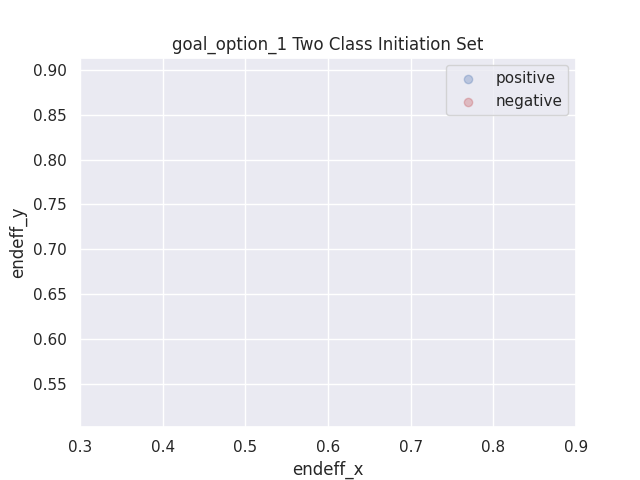 goal_option_1 Two Class Initiation Set
positive
negative
0.90
0.85
0.80
0.75
0.70
0.65
0.60
0.55
endeff_y
0.3 0.4 0.5 0.6 0.7 0.8 0.9
endeff_x